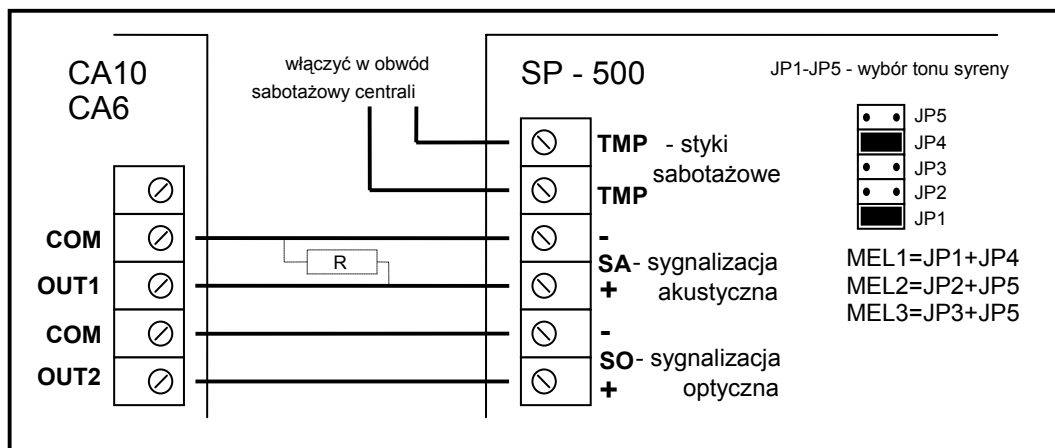 CA10
CA6
COM
OUT1
COM
OUT2
włączyć w obwód
sabotażowy centrali
R
SP - 500
TMP - styki
sabotażowe
TMP
-
SA- sygnalizacja
+ akustyczna
-
SO- sygnalizacja
+ optyczna
JP1-JP5 - wybór tonu syreny
JP5
JP4
JP3
JP2
JP1
MEL1=JP1+JP4
MEL2=JP2+JP5
MEL3=JP3+JP5